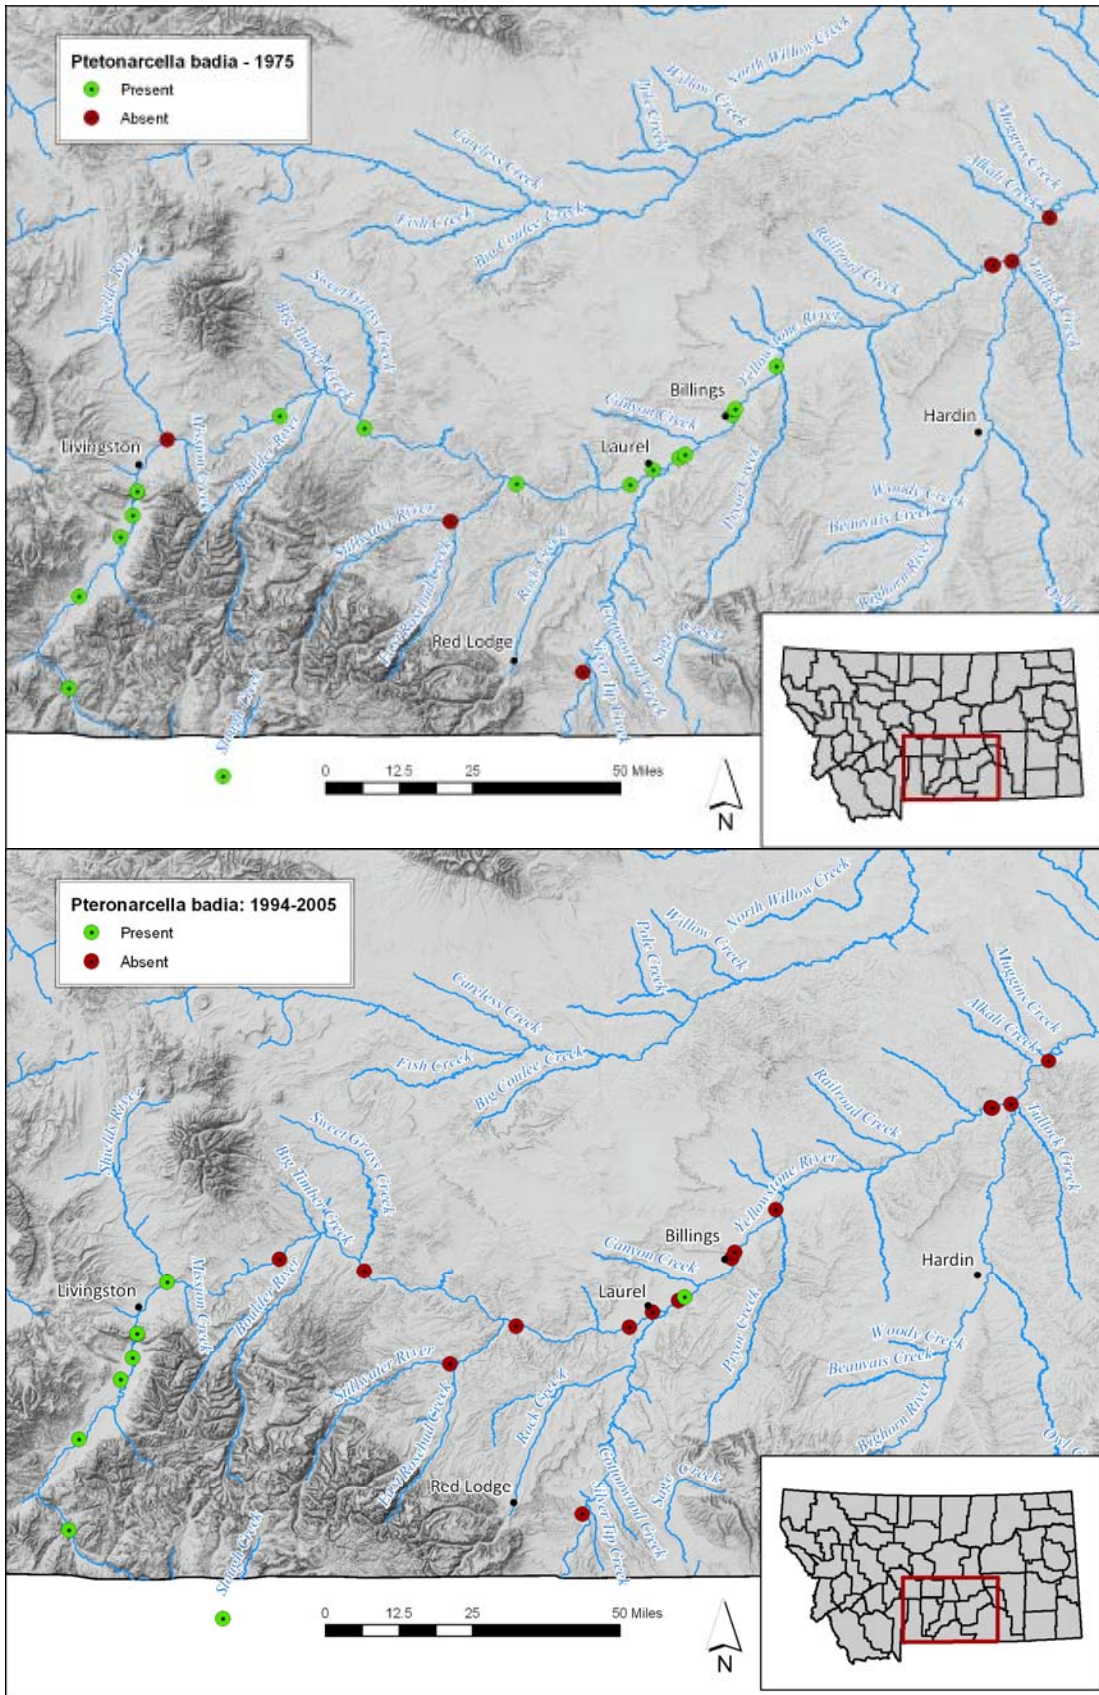 Ptetonarcella badia - 1975
Present
Absent
North Willow Creek
Willow Creek
Pole Creek
Careless Creek
Fish Creek
Big Coulee Creek
Muggins Creek
Alkali Creek
Railroad Creek
Tullock Creek
Shields River
Sweet Grass Creek
Big Timber Creek
Yellowstone River
Billings
Canyon Creek
Hardin
Livingston
Mission Creek
Boulder River
Laurel
Pryor Creek
Woody Creek
Beauvais Creek
Stillwater River
Rock Creek
Bighorn River
East Rosebud Creek
Red Lodge
Cottonwood Creek
Silver Tip Creek
Sage Creek
Owl C
Slough Creek
0 12.5 25 50 Miles
N
Pteronarcella badia: 1994-2005
Present
Absent
North Willow Creek
Willow Creek
Pole Creek
Careless Creek
Fish Creek
Big Coulee Creek
Muggins Creek
Alkali Creek
Railroad Creek
Tullock Creek
Shields River
Sweet Grass Creek
Big Timber Creek
Yellowstone River
Billings
Canyon Creek
Hardin
Livingston
Mission Creek
Boulder River
Laurel
Pryor Creek
Woody Creek
Beauvais Creek
Stillwater River
Rock Creek
Bighorn River
East Rosebud Creek
Red Lodge
Cottonwood Creek
Silver Tip Creek
Sage Creek
Owl C
Slough Creek
0 12.5 25 50 Miles
N